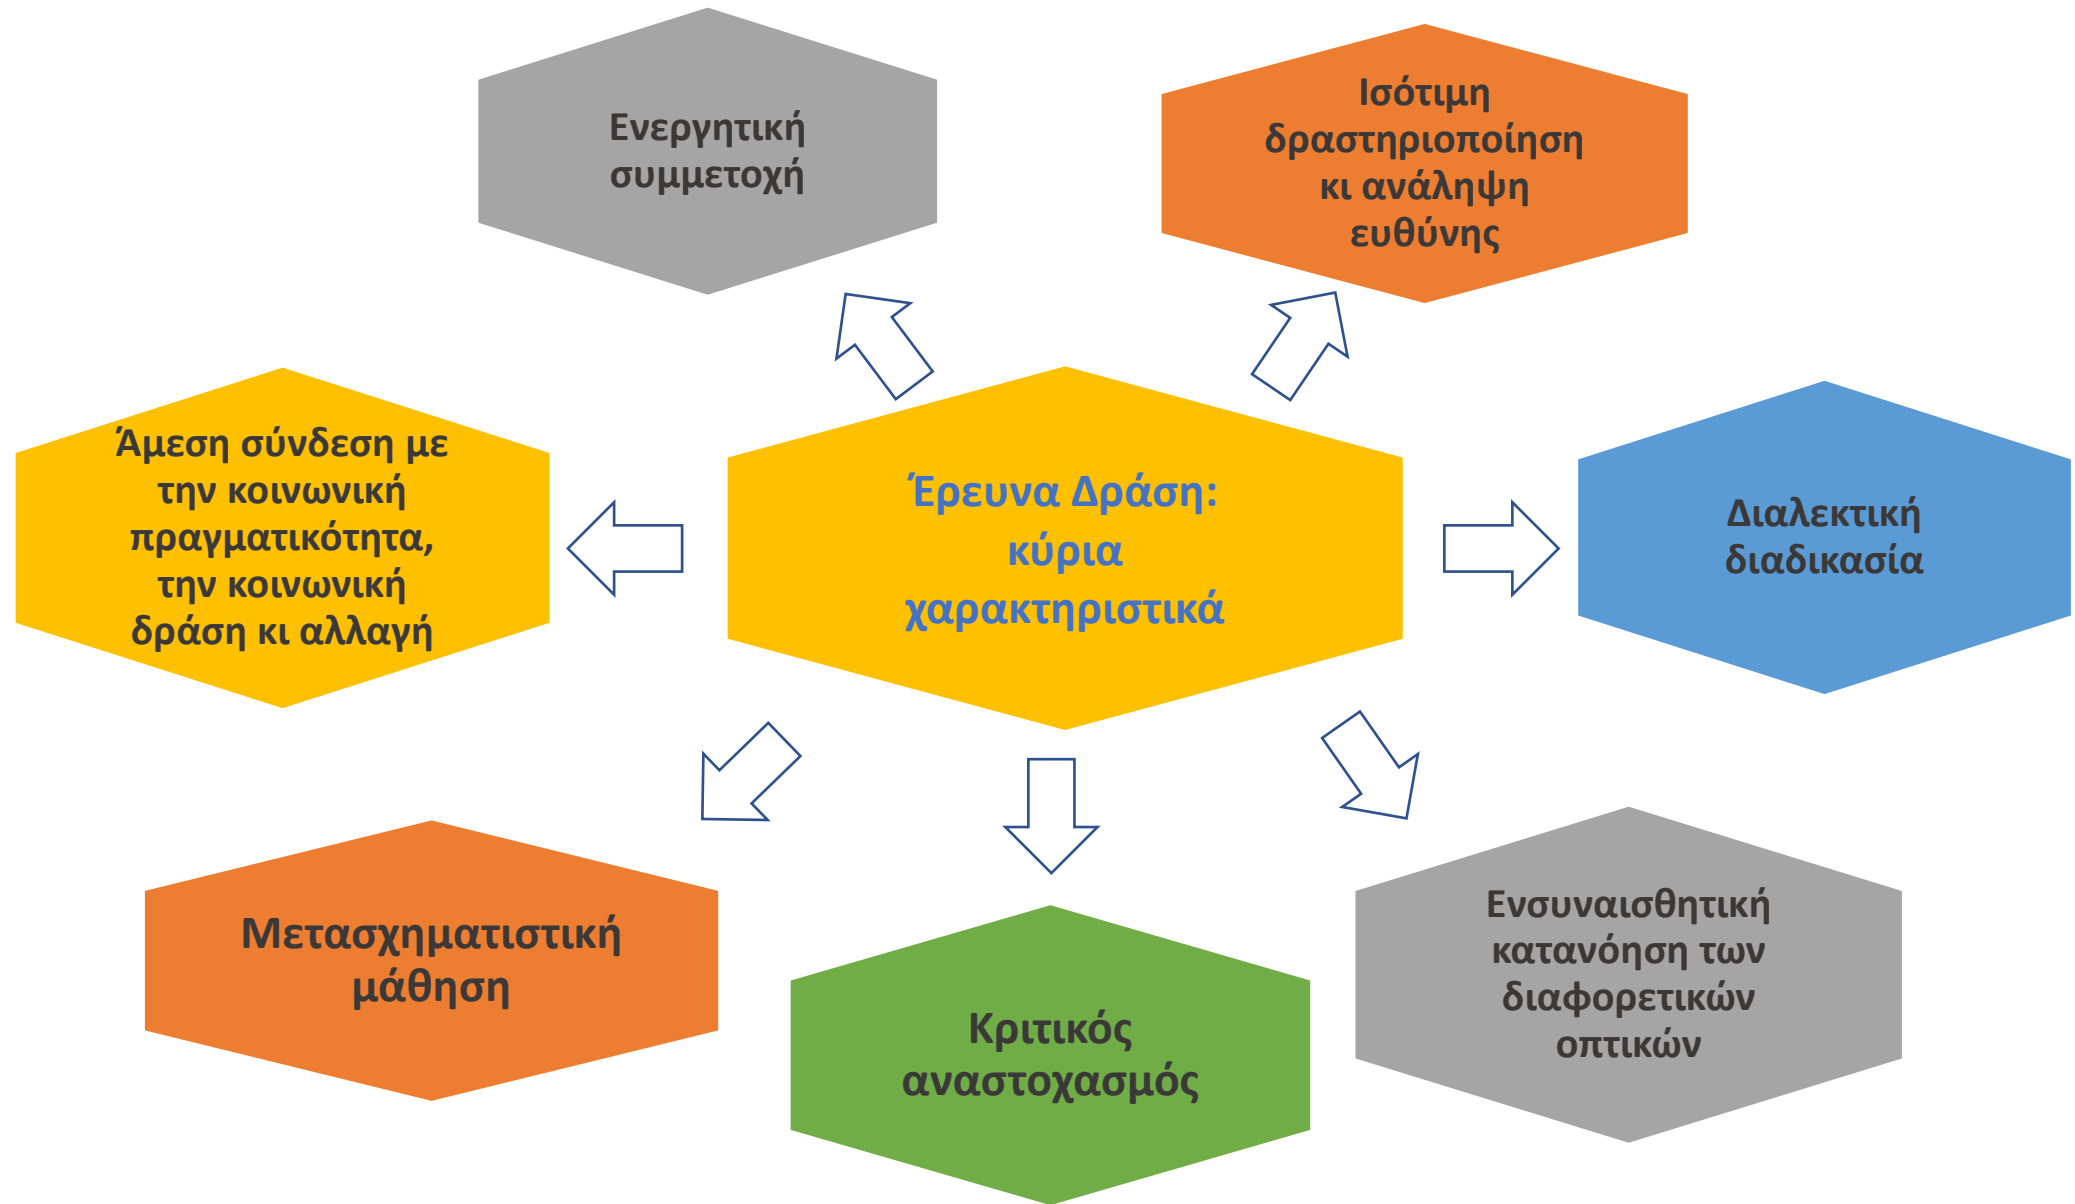 Ενεργητική
συμμετοχή
Ισότιμη
δραστηριοποίηση
κι ανάληψη
ευθύνης
Άμεση σύνδεση με
την κοινωνική
πραγματικότητα,
την κοινωνική
δράση κι αλλαγή
Έρευνα Δράση:
κύρια
χαρακτηριστικά
Διαλεκτική
διαδικασία
Μετασχηματιστική
μάθηση
Κριτικός
αναστοχασμός
Ενσυναισθητική
κατανόηση των
διαφορετικών
οπτικών